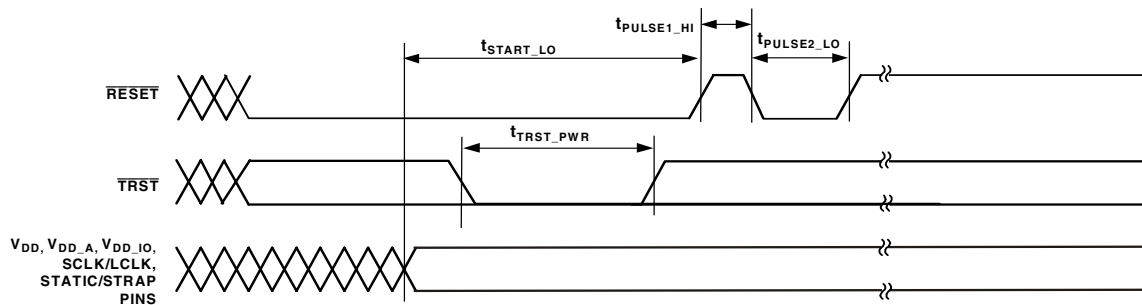 tPULSE1_HI
tSTART_LO
tPULSE2_LO
RESET
tTRST_PWR
TRST
VDD, VDD_A, VDD_IO,
SCLK/LCLK,
STATIC/STRAP
PINS